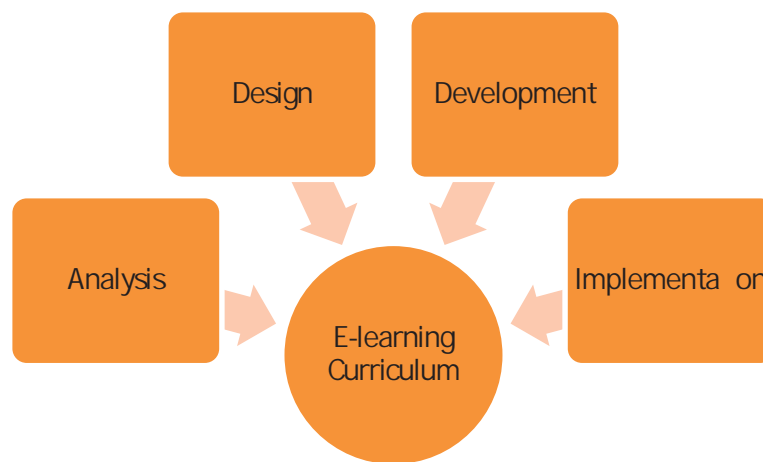 Design
Development
Analysis
Implementa on
E-learning
Curriculum